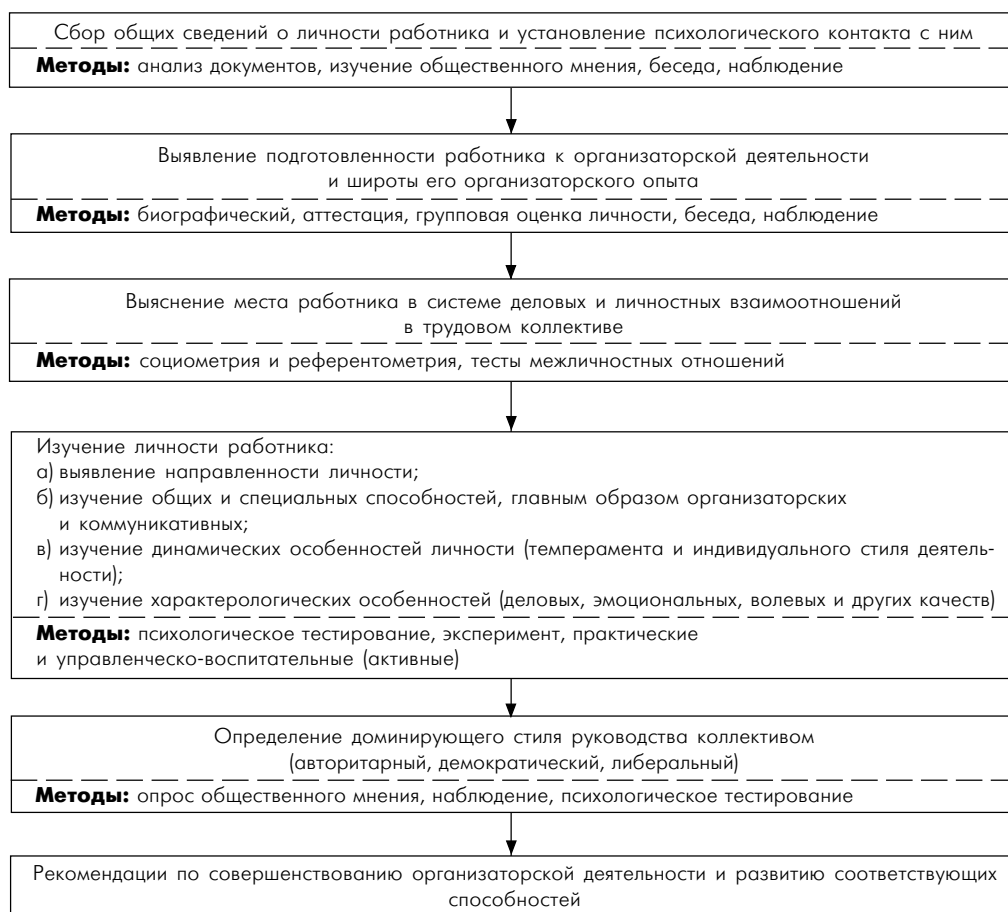 Сбор общих сведений о личности работника и установление психологического контакта с ним
Методы: анализ документов, изучение общественного мнения, беседа, наблюдение
Выявление подготовленности работника к организаторской деятельности
и широты его организаторского опыта
Методы: биографический, аттестация, групповая оценка личности, беседа, наблюдение
Выяснение места работника в системе деловых и личностных взаимоотношений
в трудовом коллективе
Методы: социометрия и референтометрия, тесты межличностных отношений
Изучение личности работника:
а) выявление направленности личности;
б) изучение общих и специальных способностей, главным образом организаторских
и коммуникативных;
в) изучение динамических особенностей личности (темперамента и индивидуального стиля деятель-
ности);
г) изучение характерологических особенностей (деловых, эмоциональных, волевых и других качеств)
Методы: психологическое тестирование, эксперимент, практические
и управленческо-воспитательные (активные)
Определение доминирующего стиля руководства коллективом
(авторитарный, демократический, либеральный)
Методы: опрос общественного мнения, наблюдение, психологическое тестирование
Рекомендации по совершенствованию организаторской деятельности и развитию соответствующих
способностей